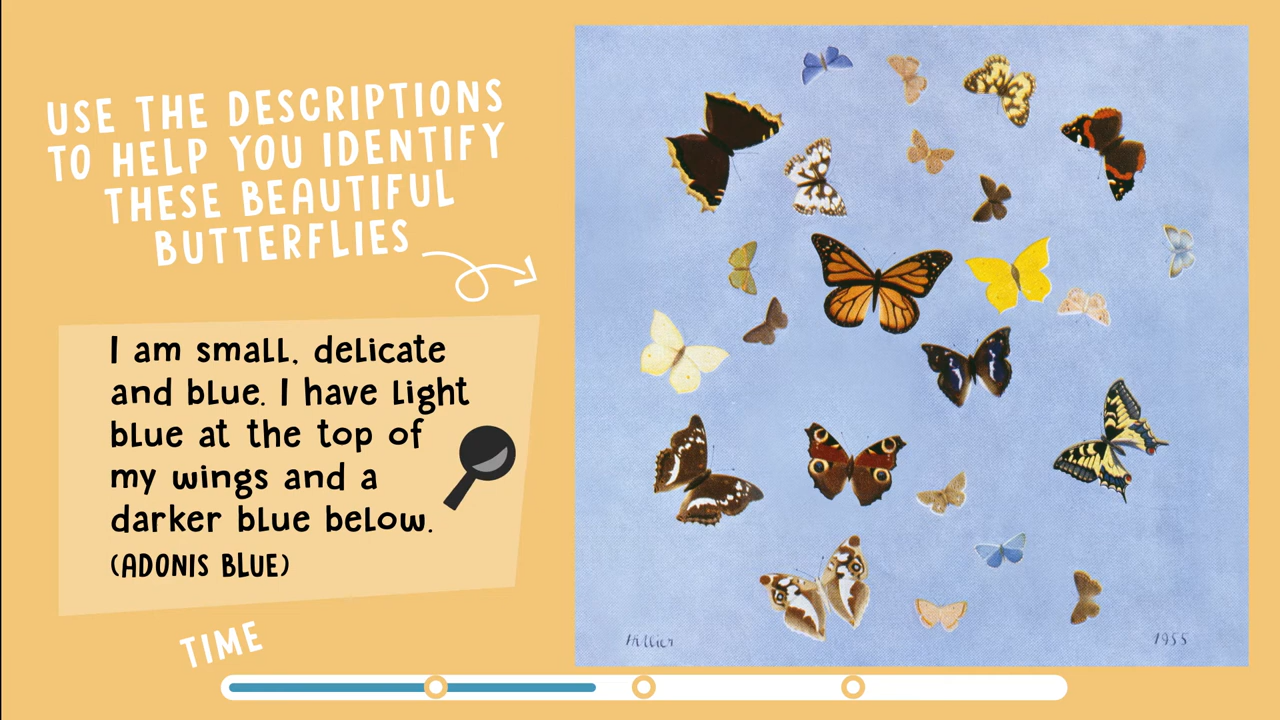 USE THE DESCRIPTIONS
TO HELP YOU IDENTIFY
THESE BEAUTIFUL
BUTTERFLIES
I am small, delicate
and blue. I have light
blue at the top of
my wings and a
darker blue below.
(ADONIS BLUE)
TIME
Hillier
1955